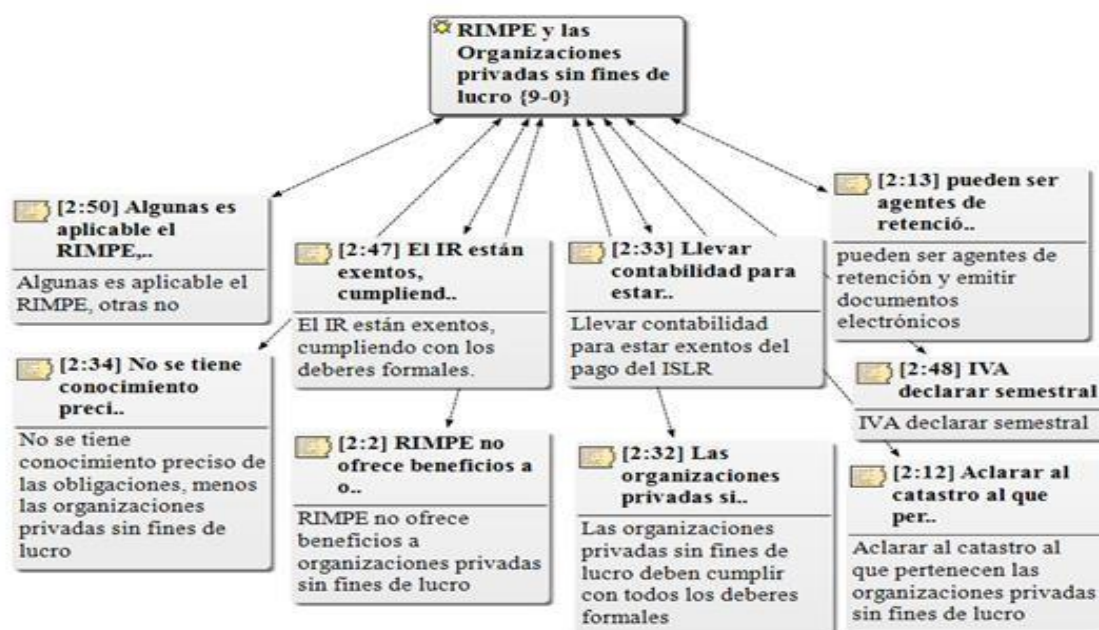 RIMPE y las
Organizaciones
privadas sin fines de
lucro {9-0}
[2:50] Algunas es
aplicable el
RIMPE,..
Algunas es aplicable el
RIMPE, otras no
[2:47] El IR están
exentos,
cumpliend..
El IR están exentos,
cumpliendo con los
deberes formales.
[2:33] Llevar
contabilidad para
estar..
Llevar contabilidad
para estar exentos del
pago del ISLR
[2:13] pueden ser
agentes de
retenció..
pueden ser agentes de
retención y emitir
documentos
electrónicos
[2:34] No se tiene
conocimiento
preci..
No se tiene
conocimiento preciso de
las obligaciones, menos
las organizaciones
privadas sin fines de
lucro
[2:2] RIMPE no
ofrece beneficios a
o..
RIMPE no ofrece
beneficios a
organizaciones privadas
sin fines de lucro
[2:32] Las
organizaciones
privadas si..
Las organizaciones
privadas sin fines de
lucro deben cumplir
con todos los deberes
formales
[2:48] IVA
declarar semestral
IVA declarar semestral
[2:12] Aclarar al
catastro al que
per..
Aclarar al catastro al
que pertenecen las
organizaciones privadas
sin fines de lucro